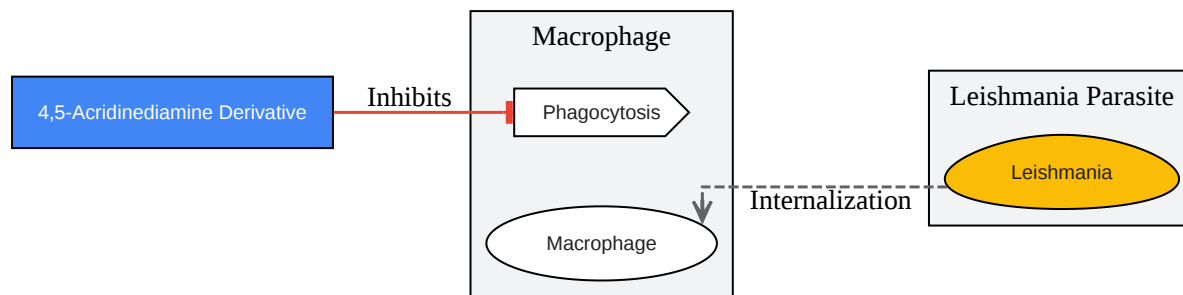 Macrophage
4,5-Acridinediamine Derivative
Inhibits
Phagocytosis
Leishmania Parasite
Leishmania
Internalization
Macrophage